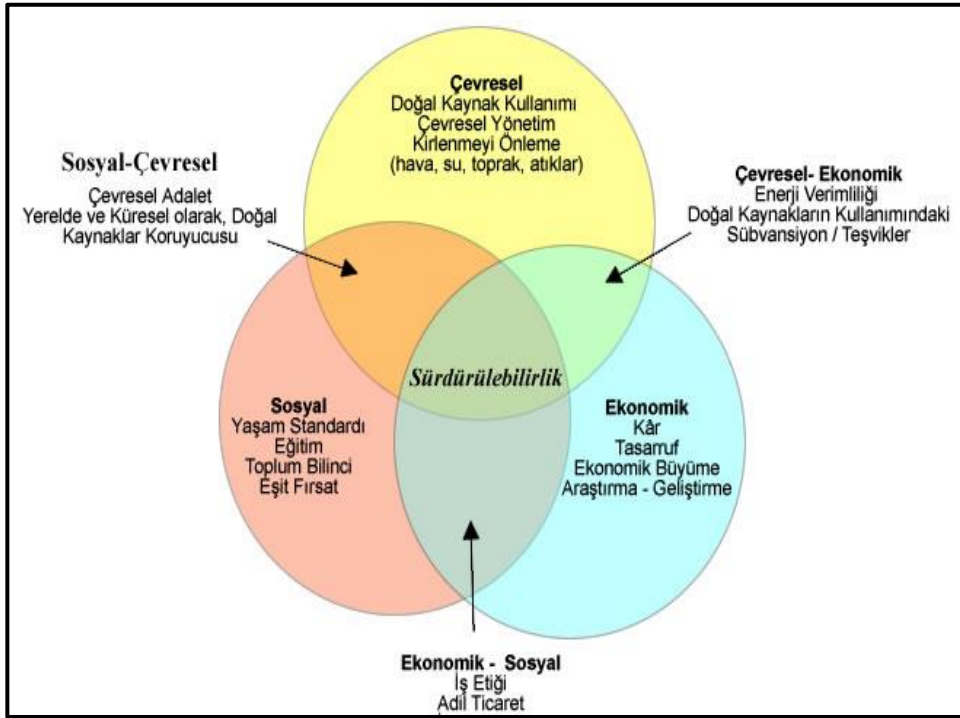 Çevresel
Doğal Kaynak Kullanımı
Çevresel Yönetim
Kirlenmeyi Önleme
(hava, su, toprak, atıklar)
Sosyal-Çevresel
Çevresel Adalet
Yerelde ve Küresel olarak, Doğal
Kaynaklar Koruyucusu
Çevresel- Ekonomik
Enerji Verimliliği
Doğal Kaynakların Kullanımındaki
Sübvansiyon / Teşvikler
Sürdürülebilirlik
Sosyal
Yaşam Standardı
Eğitim
Toplum Bilinci
Eşit Fırsat
Ekonomik
Kâr
Tasarruf
Ekonomik Büyüme
Araştırma - Geliştirme
Ekonomik - Sosyal
İş Etiği
Adil Ticaret